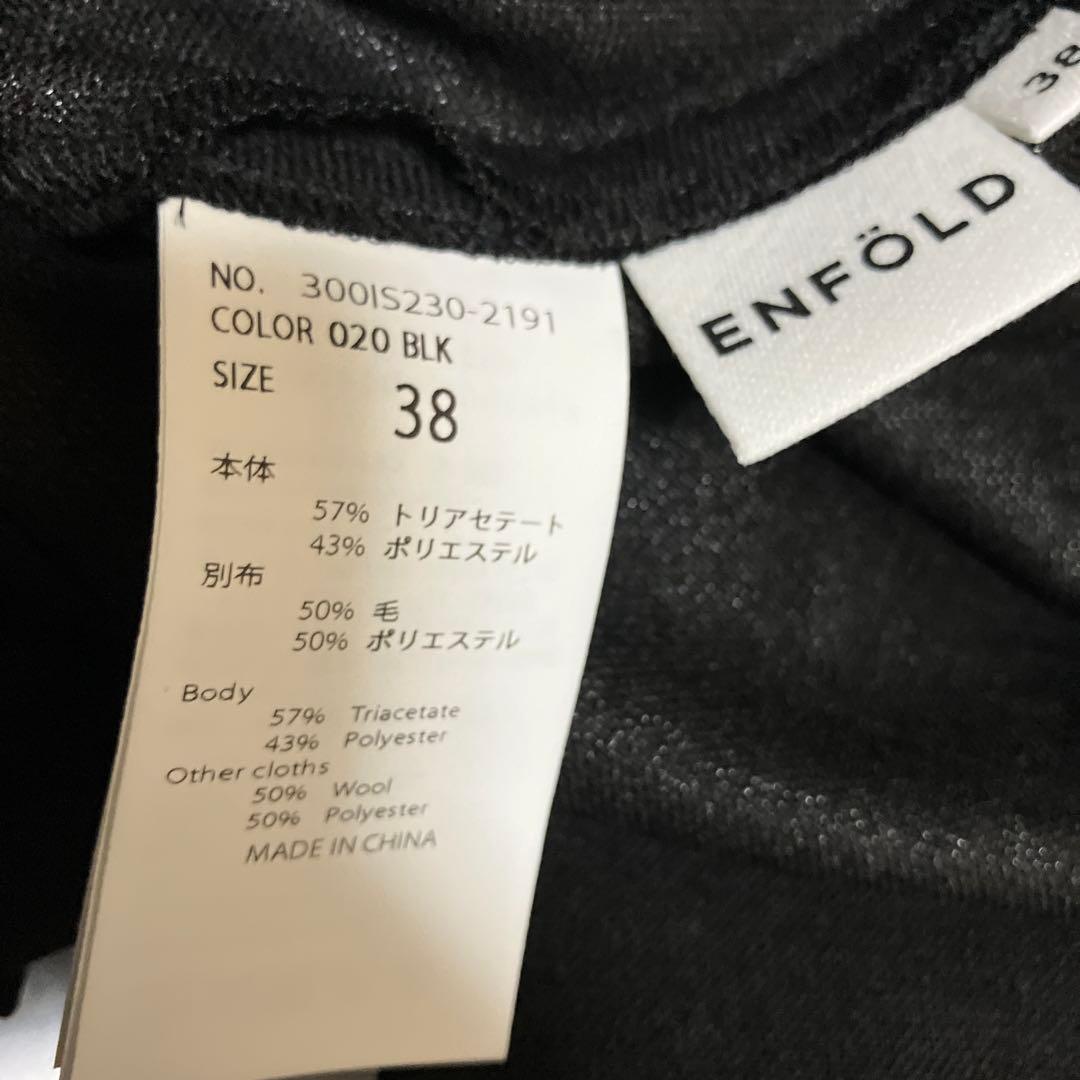 38
ENFÖLD
NO. 300IS230-2191
COLOR 020 BLK
SIZE
38
本体
57% トリアセテート
43% ポリエステル
別布
50% 毛
50% ポリエステル
Body
57% Triacetate
43% Polyester
Other cloths
50% Wool
50% Polyester
MADE IN CHINA